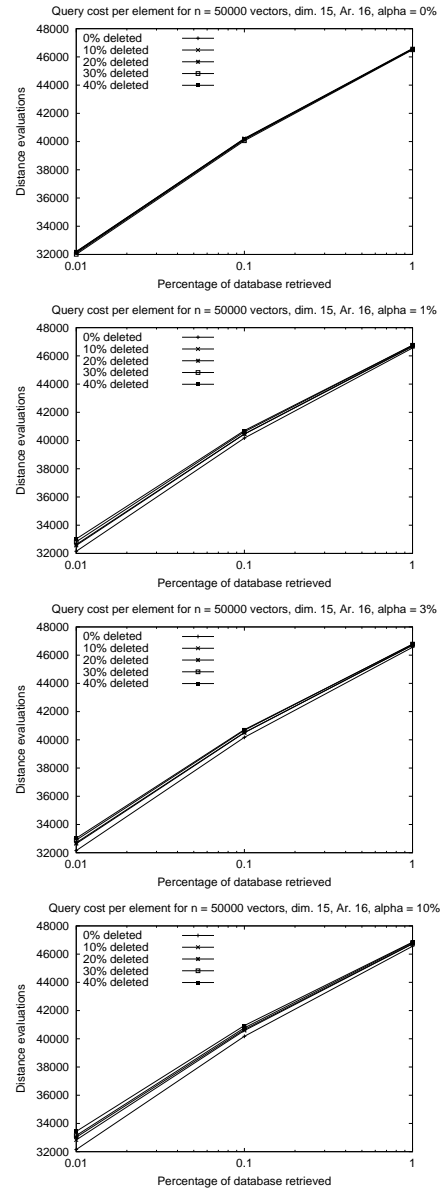 Query cost per element for n = 50000 vectors, dim. 15, Ar. 16, alpha = 0%
48000
46000
44000
42000
40000
38000
36000
34000
32000
Distance evaluations
0% deleted
10% deleted
20% deleted
30% deleted
40% deleted
0.01 0.1 1
Percentage of database retrieved
Query cost per element for n = 50000 vectors, dim. 15, Ar. 16, alpha = 1%
48000
46000
44000
42000
40000
38000
36000
34000
32000
Distance evaluations
0% deleted
10% deleted
20% deleted
30% deleted
40% deleted
0.01 0.1 1
Percentage of database retrieved
Query cost per element for n = 50000 vectors, dim. 15, Ar. 16, alpha = 3%
48000
46000
44000
42000
40000
38000
36000
34000
32000
Distance evaluations
0% deleted
10% deleted
20% deleted
30% deleted
40% deleted
0.01 0.1 1
Percentage of database retrieved
Query cost per element for n = 50000 vectors, dim. 15, Ar. 16, alpha = 10%
48000
46000
44000
42000
40000
38000
36000
34000
32000
Distance evaluations
0% deleted
10% deleted
20% deleted
30% deleted
40% deleted
0.01 0.1 1
Percentage of database retrieved